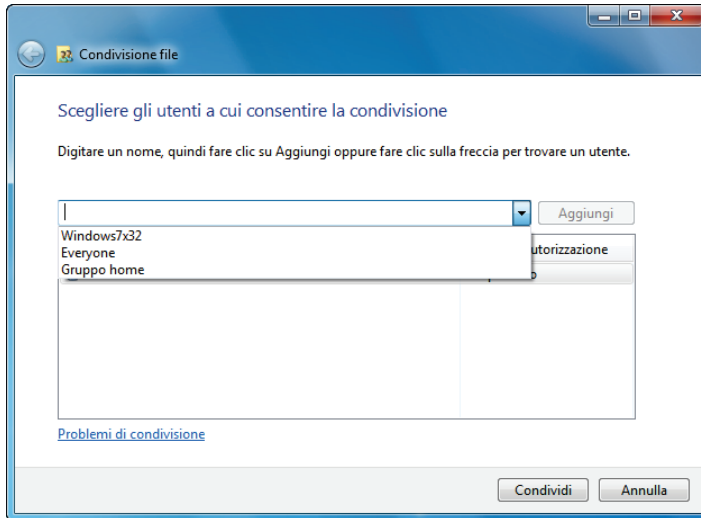 Condivisione file
Scegliere gli utenti a cui consentire la condivisione
Digitare un nome, quindi fare clic su Aggiungi oppure fare clic sulla freccia per trovare un utente.
Aggiungi
Windows7x32
Everyone
utorizzazione
Gruppo home
Problemi di condivisione
Condividi Annulla